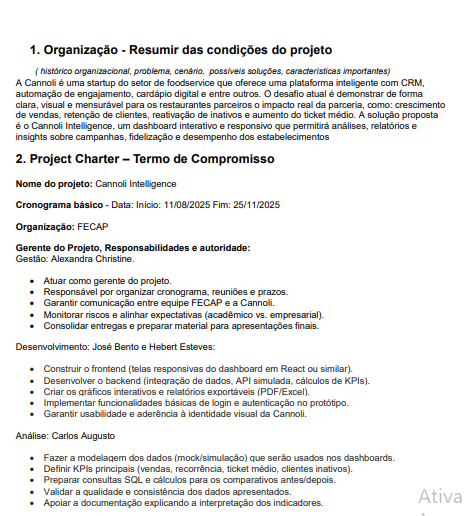 1. Organização - Resumir das condições do projeto
( histórico organizacional, problema, cenário, possíveis soluções, características importantes)
A Cannoli é uma startup do setor de foodservice que oferece uma plataforma inteligente com CRM,
automação de engajamento, cardápio digital e entre outros. O desafio atual é demonstrar de forma
clara, visual e mensurável para os restaurantes parceiros o impacto real da parceria, como: crescimento
de vendas, retenção de clientes, reativação de inativos e aumento do ticket médio. A solução proposta
é o Cannoli Intelligence, um dashboard interativo e responsivo que permitirá análises, relatórios e
insights sobre campanhas, fidelização e desempenho dos estabelecimentos
2. Project Charter – Termo de Compromisso
Nome do projeto: Cannoli Intelligence
Cronograma básico - Data: Início: 11/08/2025 Fim: 25/11/2025
Organização: FECAP
Gerente do Projeto, Responsabilidades e autoridade:
Gestão: Alexandra Christine.
• Atuar como gerente do projeto.
• Responsável por organizar cronograma, reuniões e prazos.
• Garantir comunicação entre equipe FECAP e a Cannoli.
• Monitorar riscos e alinhar expectativas (acadêmico vs. empresarial).
• Consolidar entregas e preparar material para apresentações finais.
Desenvolvimento: José Bento e Hebert Esteves:
• Construir o frontend (telas responsivas do dashboard em React ou similar).
• Desenvolver o backend (integração de dados, API simulada, cálculos de KPIs).
• Criar os gráficos interativos e relatórios exportáveis (PDF/Excel).
• Implementar funcionalidades básicas de login e autenticação no protótipo.
• Garantir usabilidade e aderência à identidade visual da Cannoli.
Análise: Carlos Augusto
• Fazer a modelagem dos dados (mock/simulação) que serão usados nos dashboards.
• Definir KPIs principais (vendas, recorrência, ticket médio, clientes inativos).
• Preparar consultas SQL e cálculos para os comparativos antes/depois.
• Validar a qualidade e consistência dos dados apresentados.
• Apoiar a documentação explicando a interpretação dos indicadores.
Ativa